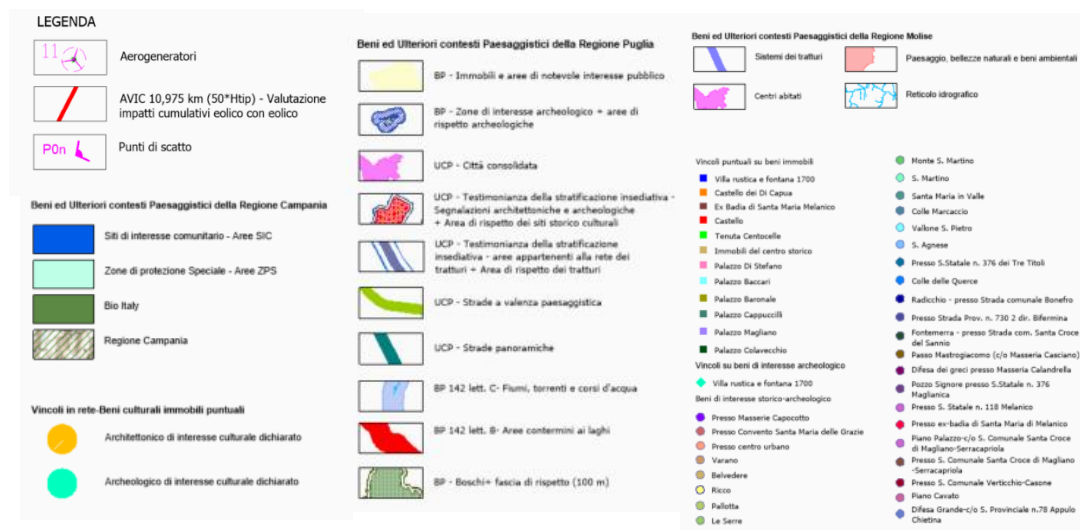 LEGENDA
11
Aerogeneratori
AVIC 10,975 km (50*Htip) - Valutazione
impatti cumulativi eolico con eolico
P0n
Punti di scatto
Beni ed Ulteriori contesti Paesaggistici della Regione Campania
Siti di interesse comunitario - Aree SIC
Zone di protezione Speciale - Aree ZPS
Bio Italy
Regione Campania
Vincoli in rete-Beni culturali immobili puntuali
Architettonico di interesse culturale dichiarato
Archeologico di interesse culturale dichiarato
Beni ed Ulteriori contesti Paesaggistici della Regione Puglia
BP - Immobili e aree di notevole interesse pubblico
BP - Zone di interesse archeologico + aree di
rispetto archeologiche
UCP - Città consolidata
UCP - Testimonianza della stratificazione insediativa -
Segnalazioni architettoniche e archeologiche
+ Area di rispetto dei siti storico culturali
UCP - Testimonianza della stratificazione
insediativa - aree appartenenti alla rete dei
tratturi + Area di rispetto dei tratturi
UCP - Strade a valenza paesaggistica
UCP - Strade panoramiche
BP 142 lett. C- Fiumi, torrenti e corsi d'acqua
BP 142 lett. B- Aree contermini ai laghi
BP - Boschi+ fascia di rispetto (100 m)
Beni ed Ulteriori contesti Paesaggistici della Regione Molise
Sistemi dei tratturi
Paesaggio, bellezze naturali e beni ambientali
Centri abitati
Reticolo idrografico
Vincoli puntuali su beni immobili
Villa rustica e fontana 1700
Castello dei Di Capua
Ex Badia di Santa Maria Melanico
Castello
Tenuta Centocelle
Immobili del centro storico
Palazzo Di Stefano
Palazzo Baccari
Palazzo Baronale
Palazzo Cappuccilli
Palazzo Magliano
Palazzo Colavecchio
Vincoli su beni di interesse archeologico
Villa rustica e fontana 1700
Beni di interesse storico-archeologico
Presso Masserie Capocotto
Presso Convento Santa Maria delle Grazie
Presso centro urbano
Varano
Belvedere
Ricco
Pallotta
Le Serre
Monte S. Martino
S. Martino
Santa Maria in Valle
Colle Marcaccio
Vallone S. Pietro
S. Agnese
Presso S.Statale n. 376 dei Tre Titoli
Colle delle Querce
Radicchio - presso Strada comunale Bonefro
Presso Strada Prov. n. 730 2 dir. Bifermina
Fontemerra - presso Strada com. Santa Croce
del Sannio
Passo Mastrogiacomo (c/o Masseria Casciano)
Difesa dei greci presso Masseria Calandrella
Pozzo Signore presso S.Statale n. 376
Maglianica
Presso S. Statale n. 118 Melanico
Presso ex-badia di Santa Maria di Melanico
Piano Palazzo-c/o S. Comunale Santa Croce
di Magliano-Serracapriola
Presso S. Comunale Santa Croce di Magliano
-Serracapriola
Presso S. Comunale Verticchio-Casone
Piano Cavato
Difesa Grande-c/o S. Provinciale n.78 Appulo
Chietina